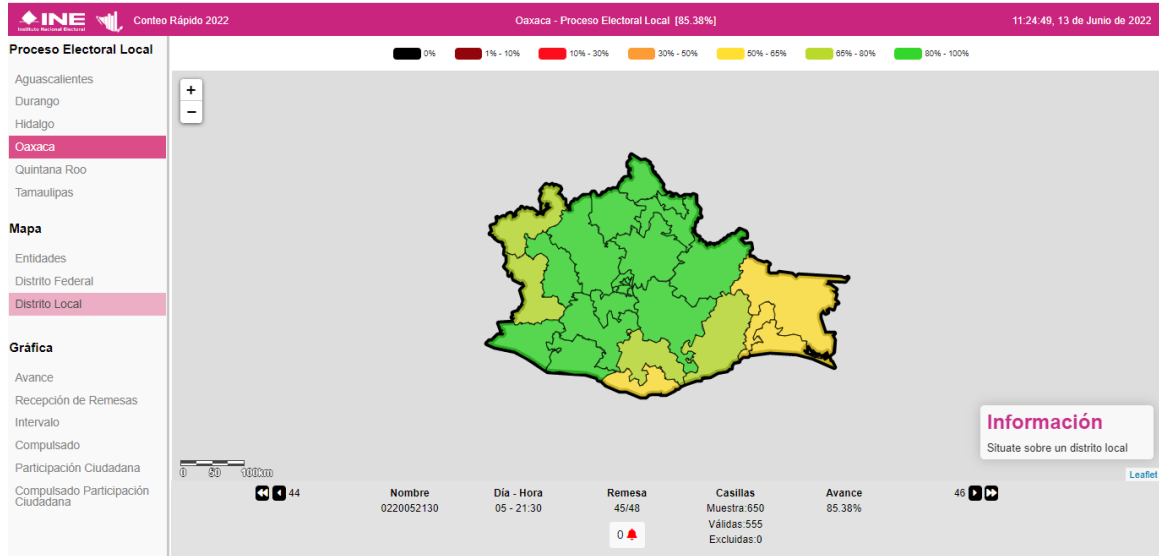 INE
Instituto Nacional Electoral
Conteo Rápido 2022
Oaxaca - Proceso Electoral Local [85.38%]
11:24:49, 13 de Junio de 2022
Proceso Electoral Local
Aguascalientes
Durango
Hidalgo
Oaxaca
Quintana Roo
Tamaulipas
Mapa
Entidades
Distrito Federal
Distrito Local
Gráfica
Avance
Recepción de Remesas
Intervalo
Compulsado
Participación Ciudadana
Compulsado Participación
Ciudadana
0% 1% - 10% 10% - 30% 30% - 50% 50% - 65% 65% - 80% 80% - 100%
+
−
0 50 100km
Información
Situate sobre un distrito local
Leaflet
44 Nombre Día - Hora Remesa Casillas Avance 46
0220052130 05 - 21:30 45/48 Muestra:650 85.38%
Válidas:555
0 Excluidas:0